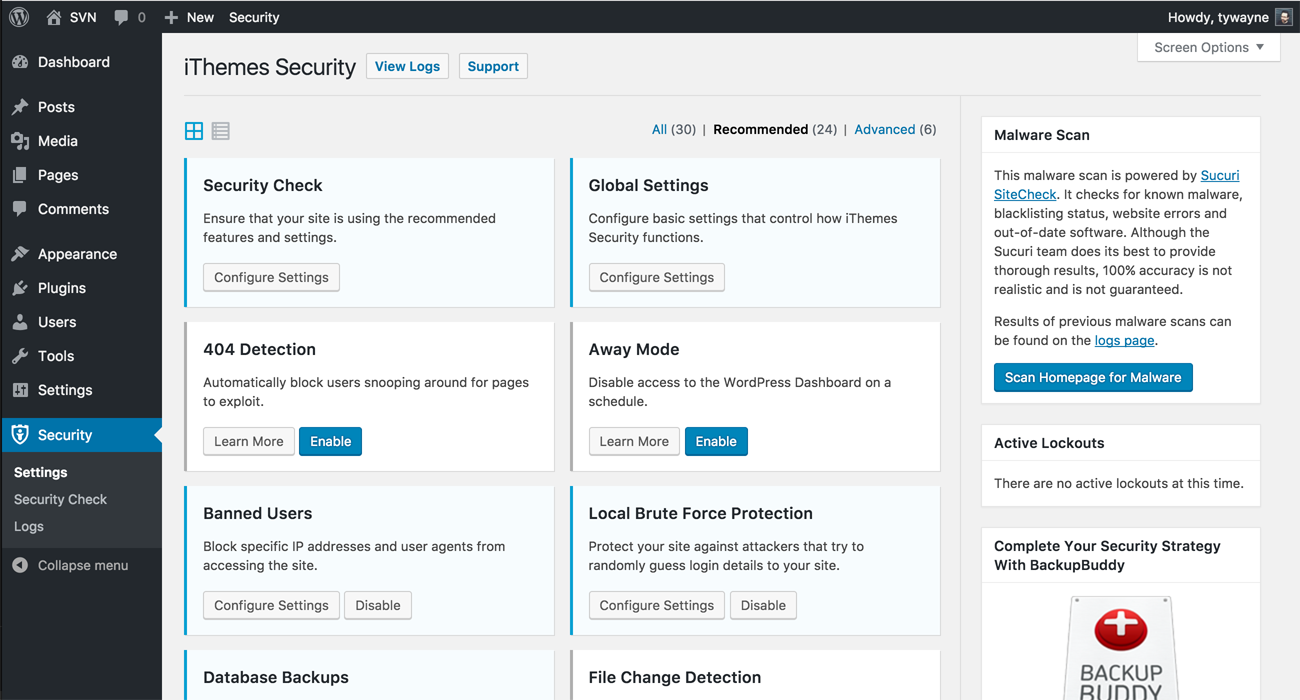 SVN 0 New Security Howdy, tywayne
Screen Options
Dashboard
Posts
Media
Pages
Comments
Appearance
Plugins
Users
Tools
Settings
Security
Settings
Security Check
Logs
Collapse menu
iThemes Security View Logs Support
All (30) | Recommended (24) | Advanced (6)
Security Check
Ensure that your site is using the recommended
features and settings.
Configure Settings
Global Settings
Configure basic settings that control how iThemes
Security functions.
Configure Settings
404 Detection
Automatically block users snooping around for pages
to exploit.
Learn More Enable
Away Mode
Disable access to the WordPress Dashboard on a
schedule.
Learn More Enable
Banned Users
Block specific IP addresses and user agents from
accessing the site.
Configure Settings Disable
Local Brute Force Protection
Protect your site against attackers that try to
randomly guess login details to your site.
Configure Settings Disable
Database Backups
File Change Detection
Malware Scan
This malware scan is powered by Sucuri
SiteCheck. It checks for known malware,
blacklisting status, website errors and
out-of-date software. Although the
Sucuri team does its best to provide
thorough results, 100% accuracy is not
realistic and is not guaranteed.
Results of previous malware scans can
be found on the logs page.
Scan Homepage for Malware
Active Lockouts
There are no active lockouts at this time.
Complete Your Security Strategy
With BackupBuddy
BACKUP
BUDDY